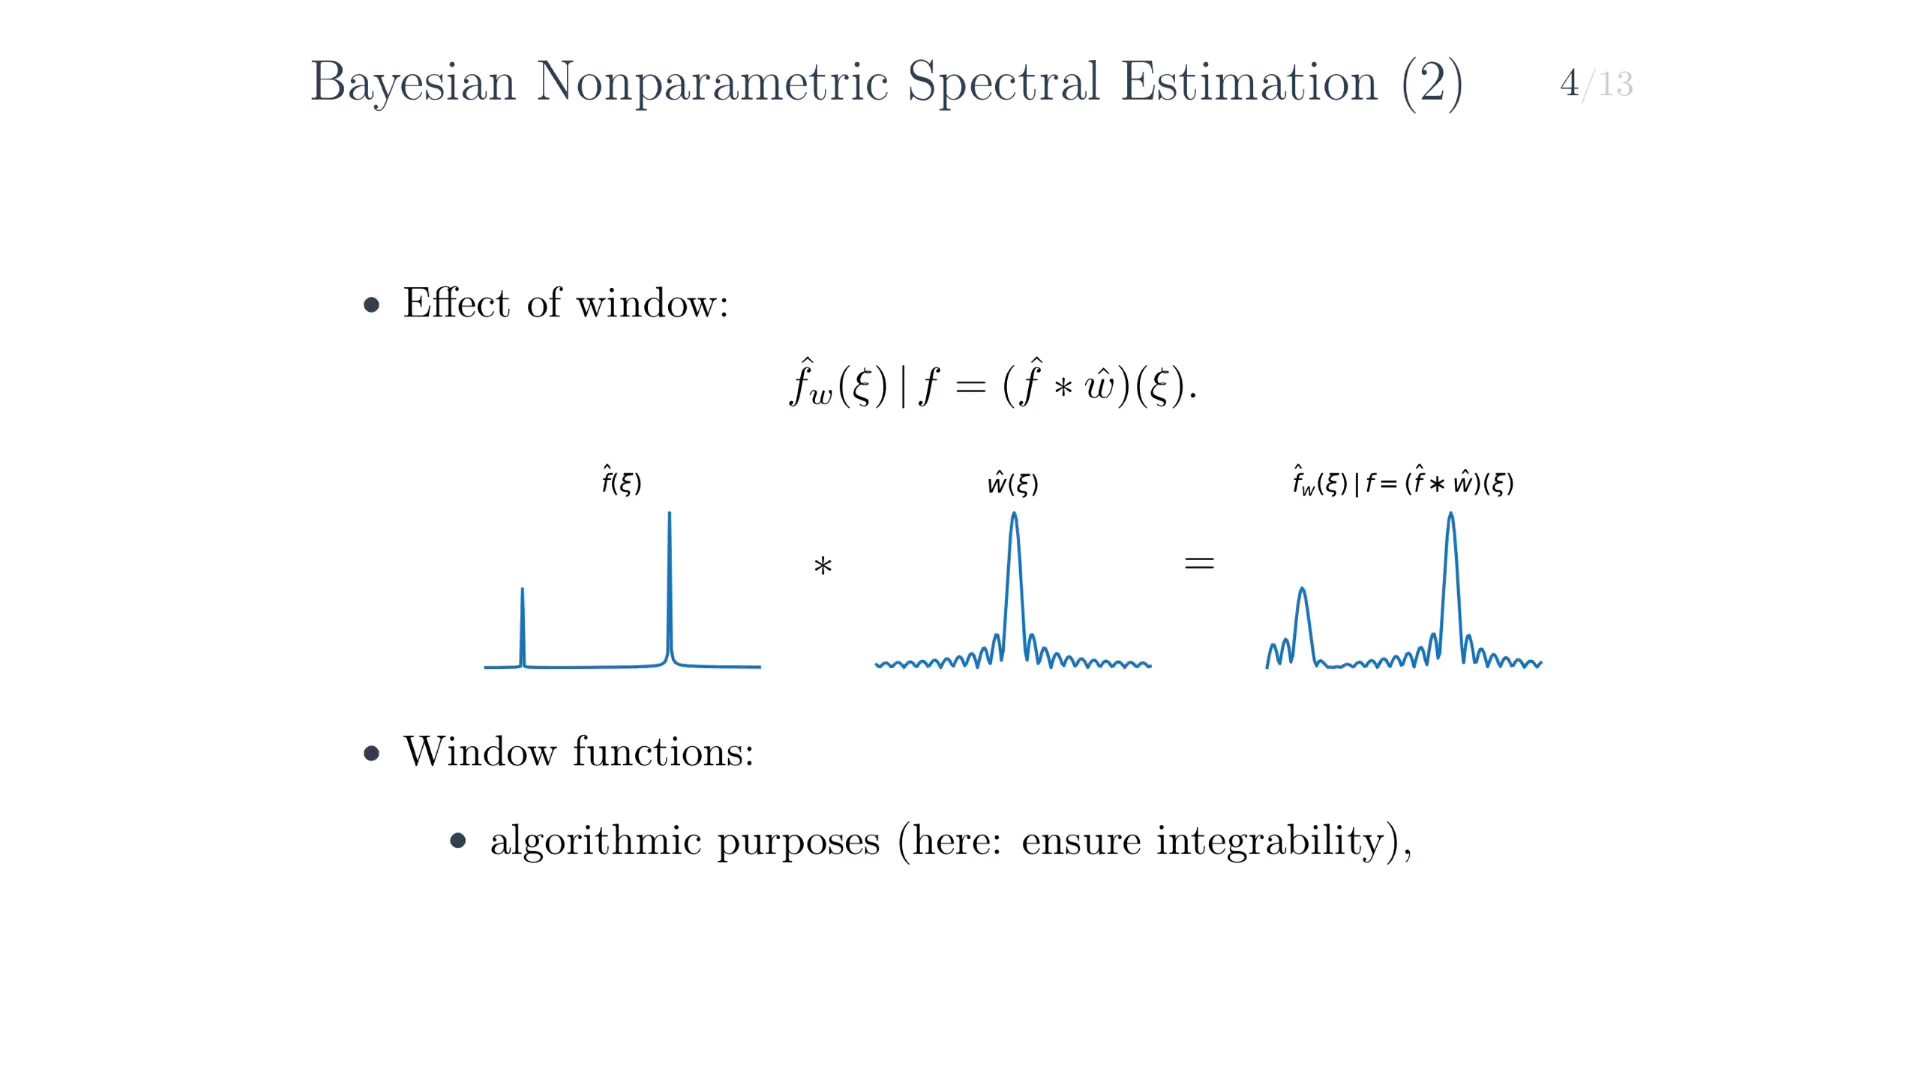 Bayesian Nonparametric Spectral Estimation (2) 4/13
• Effect of window:
f̂_w(ξ) | f = (f̂ ∗ ŵ)(ξ).
f̂(ξ) ŵ(ξ) f̂_w(ξ) | f = (f̂ ∗ ŵ)(ξ)
∗ =
• Window functions:
• algorithmic purposes (here: ensure integrability),